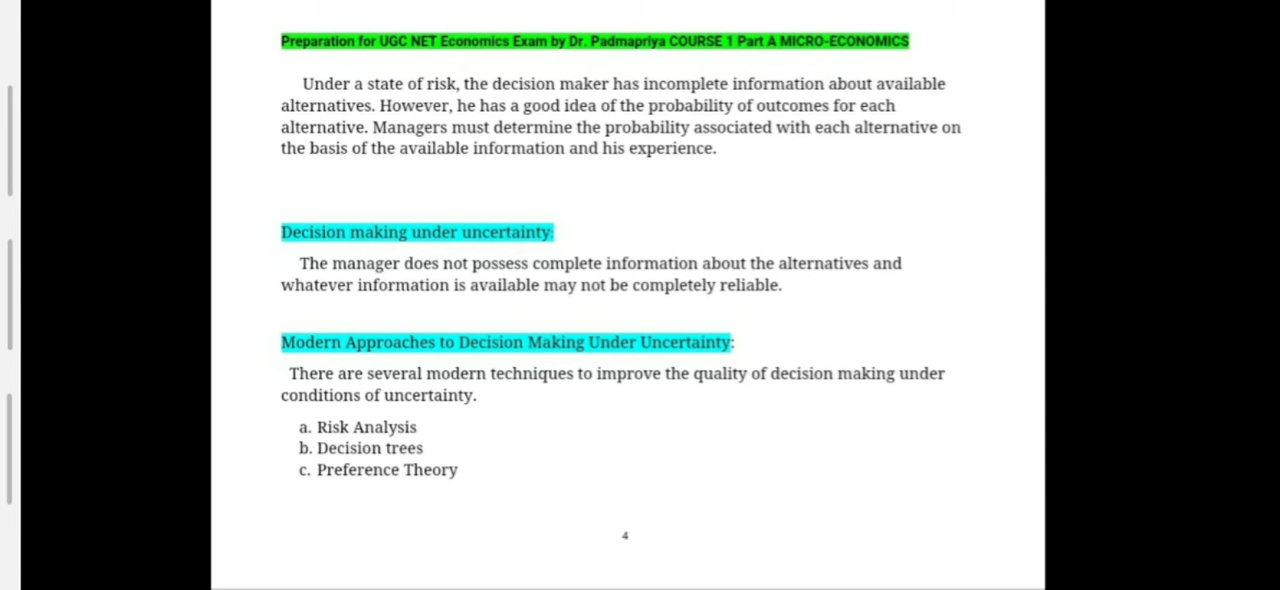 Preparation for UGC NET Economics Exam by Dr. Padmapriya COURSE 1 Part A MICRO-ECONOMICS
Under a state of risk, the decision maker has incomplete information about available
alternatives. However, he has a good idea of the probability of outcomes for each
alternative. Managers must determine the probability associated with each alternative on
the basis of the available information and his experience.
Decision making under uncertainty:
The manager does not possess complete information about the alternatives and
whatever information is available may not be completely reliable.
Modern Approaches to Decision Making Under Uncertainty:
There are several modern techniques to improve the quality of decision making under
conditions of uncertainty.
a. Risk Analysis
b. Decision trees
c. Preference Theory
4